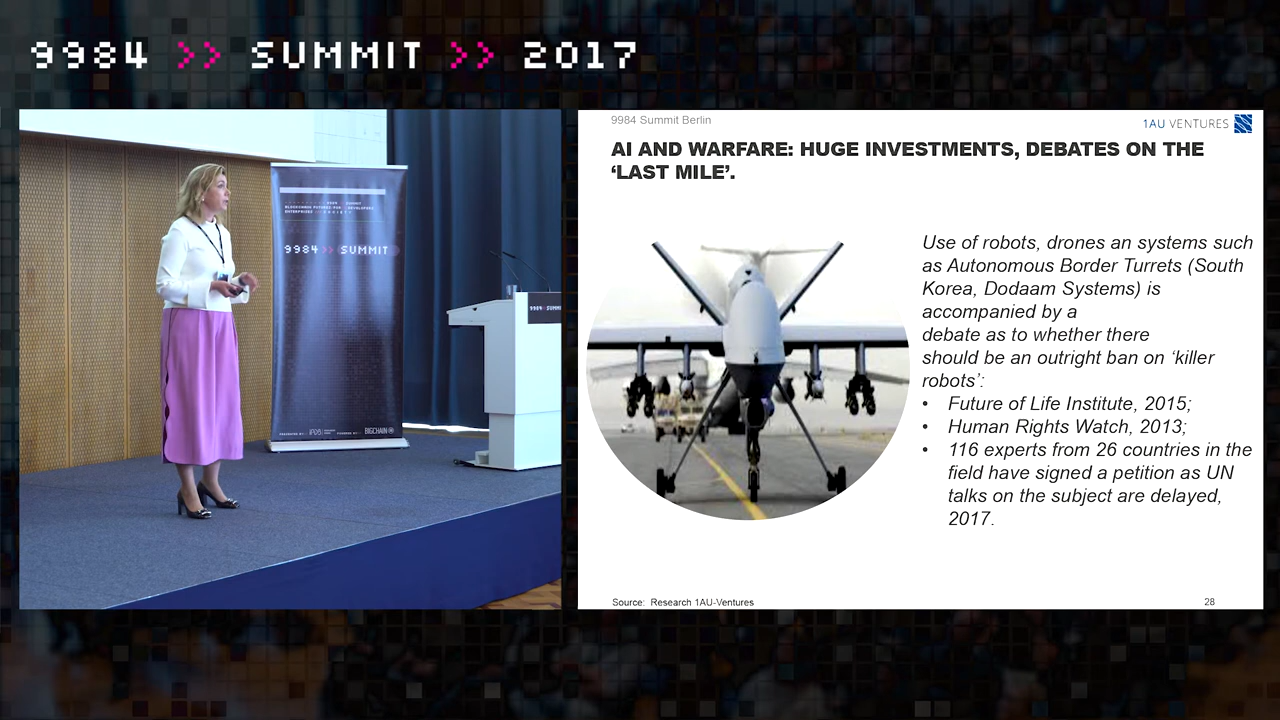 9984 >> SUMMIT >> 2017
9984 >> SUMMIT
9984 >> SUMM
BIGCHAIN
9984 Summit Berlin
1AU VENTURES
AI AND WARFARE: HUGE INVESTMENTS, DEBATES ON THE
‘LAST MILE’.
Use of robots, drones an systems such
as Autonomous Border Turrets (South
Korea, Dodaam Systems) is
accompanied by a
debate as to whether there
should be an outright ban on ‘killer
robots’:
• Future of Life Institute, 2015;
• Human Rights Watch, 2013;
• 116 experts from 26 countries in the
field have signed a petition as UN
talks on the subject are delayed,
2017.
Source: Research 1AU-Ventures
28